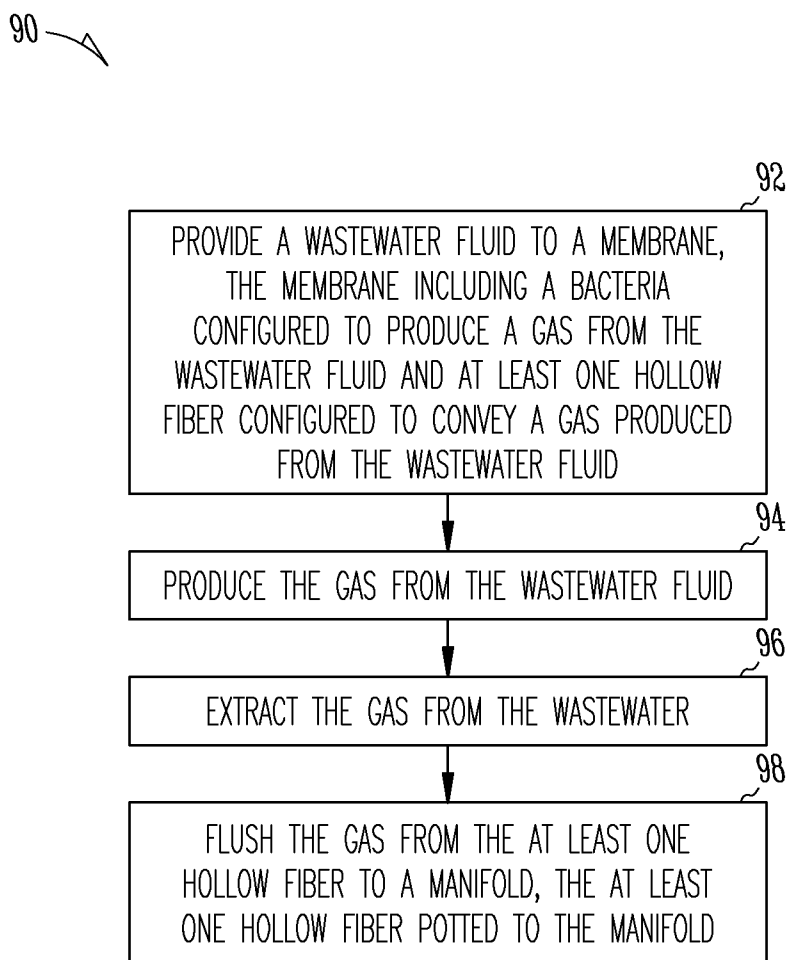 90
92
PROVIDE A WASTEWATER FLUID TO A MEMBRANE,
THE MEMBRANE INCLUDING A BACTERIA
CONFIGURED TO PRODUCE A GAS FROM THE
WASTEWATER FLUID AND AT LEAST ONE HOLLOW
FIBER CONFIGURED TO CONVEY A GAS PRODUCED
FROM THE WASTEWATER FLUID
94
PRODUCE THE GAS FROM THE WASTEWATER FLUID
96
EXTRACT THE GAS FROM THE WASTEWATER
98
FLUSH THE GAS FROM THE AT LEAST ONE
HOLLOW FIBER TO A MANIFOLD, THE AT LEAST
ONE HOLLOW FIBER POTTED TO THE MANIFOLD